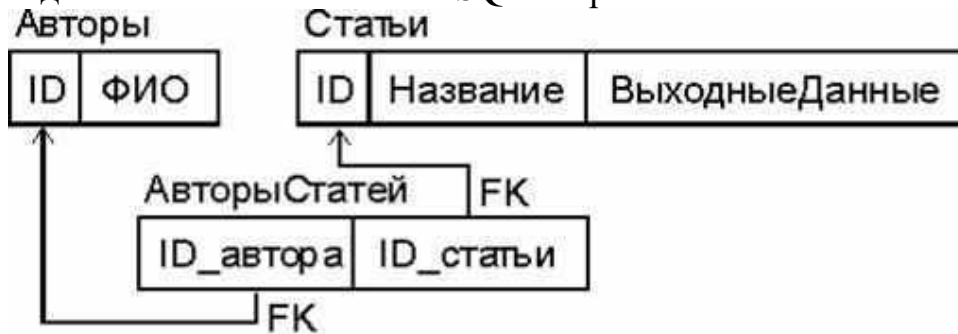 Авторы Статьи
ID ФИО ID Название ВыходныеДанные
АвторыСтатей FK
ID_автора ID_статьи
FK